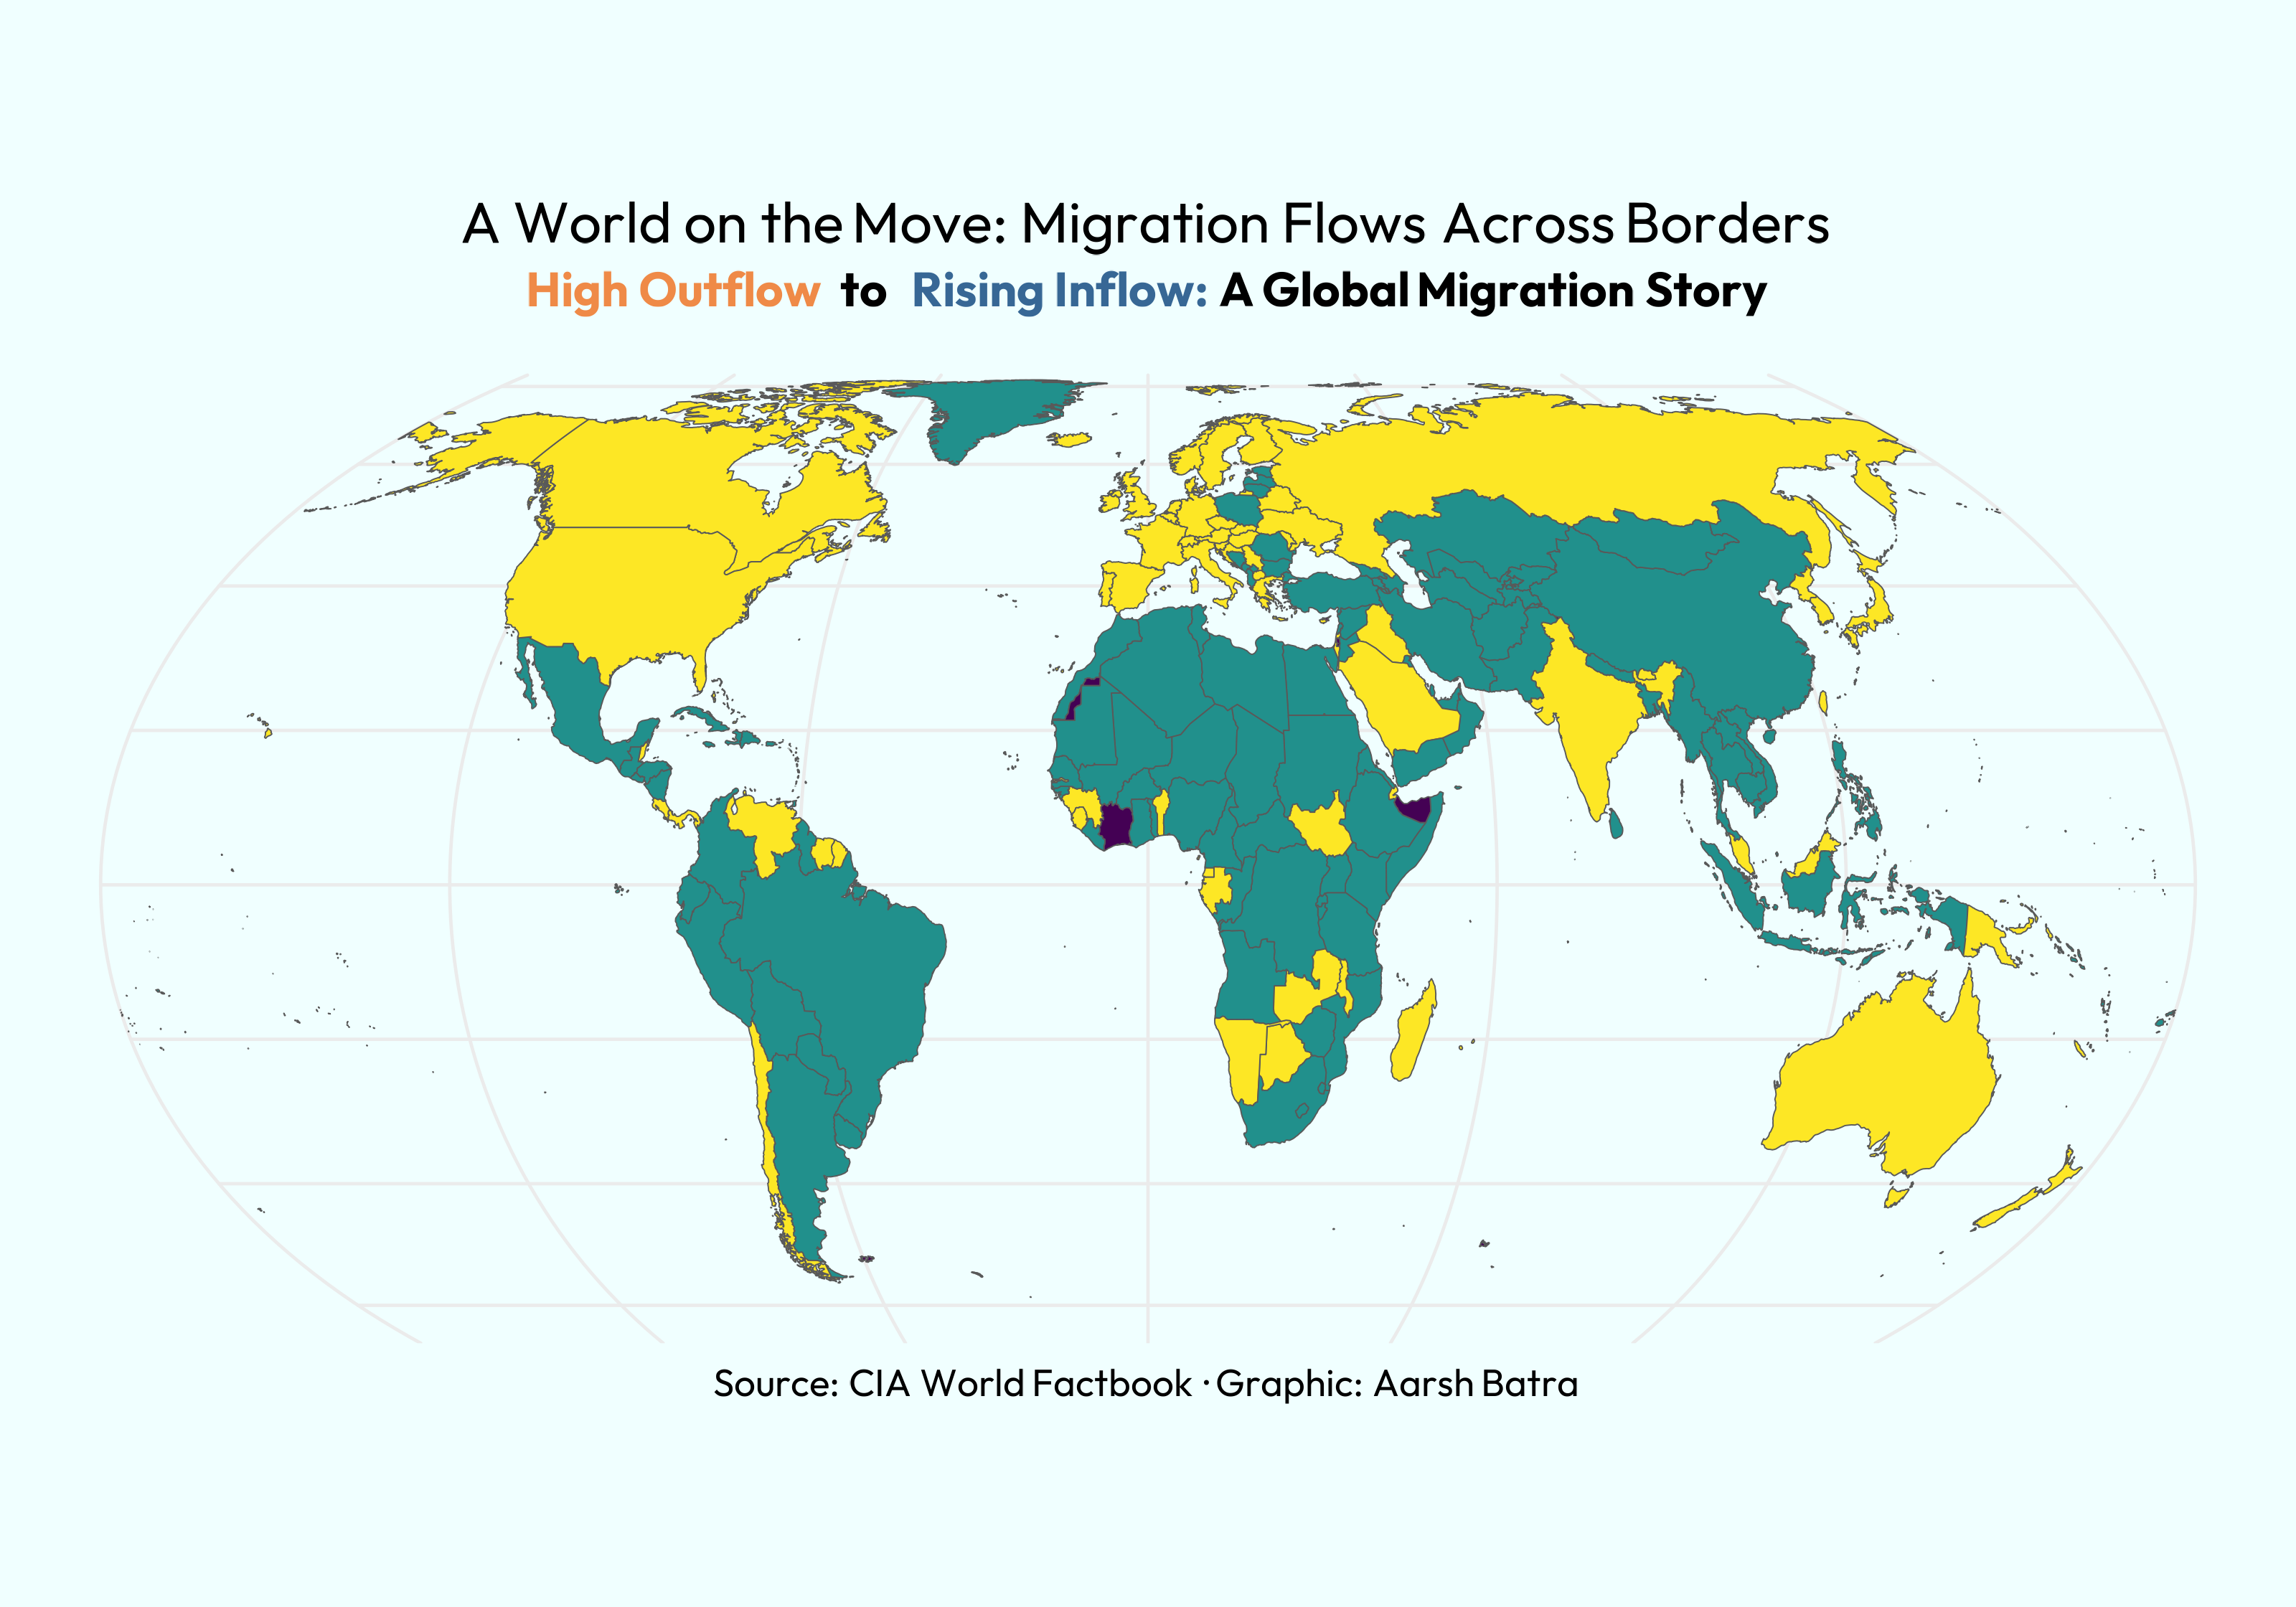 A World on the Move: Migration Flows Across Borders
High Outflow to Rising Inflow: A Global Migration Story
Source: CIA World Factbook · Graphic: Aarsh Batra